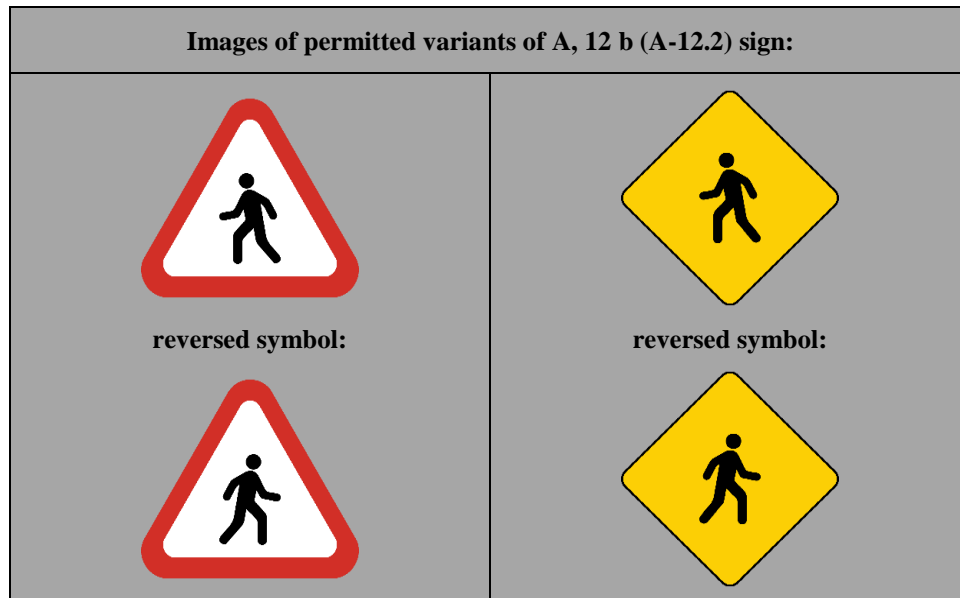 Images of permitted variants of A, 12 b (A-12.2) sign:
reversed symbol:
reversed symbol: